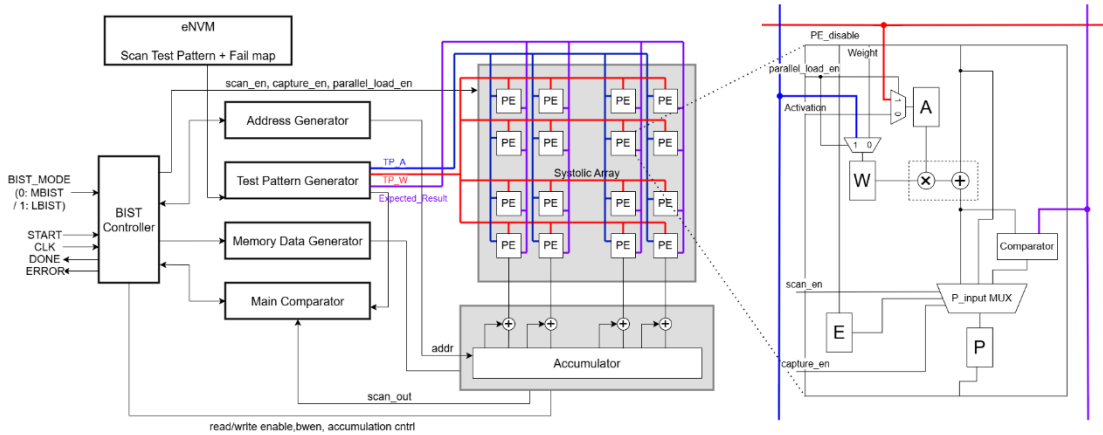 eNVM
Scan Test Pattern + Fail map
scan_en, capture_en, parallel_load_en
Address Generator
Test Pattern Generator
TP_A
TP_W
Expected_Result
BIST_MODE
(0: MBIST
/ 1: LBIST)
BIST
Controller
START
CLK
DONE
ERROR
Memory Data Generator
Main Comparator
PE PE PE PE
PE PE PE PE
Systolic Array
PE PE PE PE
PE PE PE PE
addr
Accumulator
scan_out
read/write enable,bwen, accumulation cntrl
PE_disable
Weight
parallel_load_en
1
0
A
Activation
1 0
W
×
+
Comparator
scan_en
P_input MUX
E
P
capture_en
+ + + +